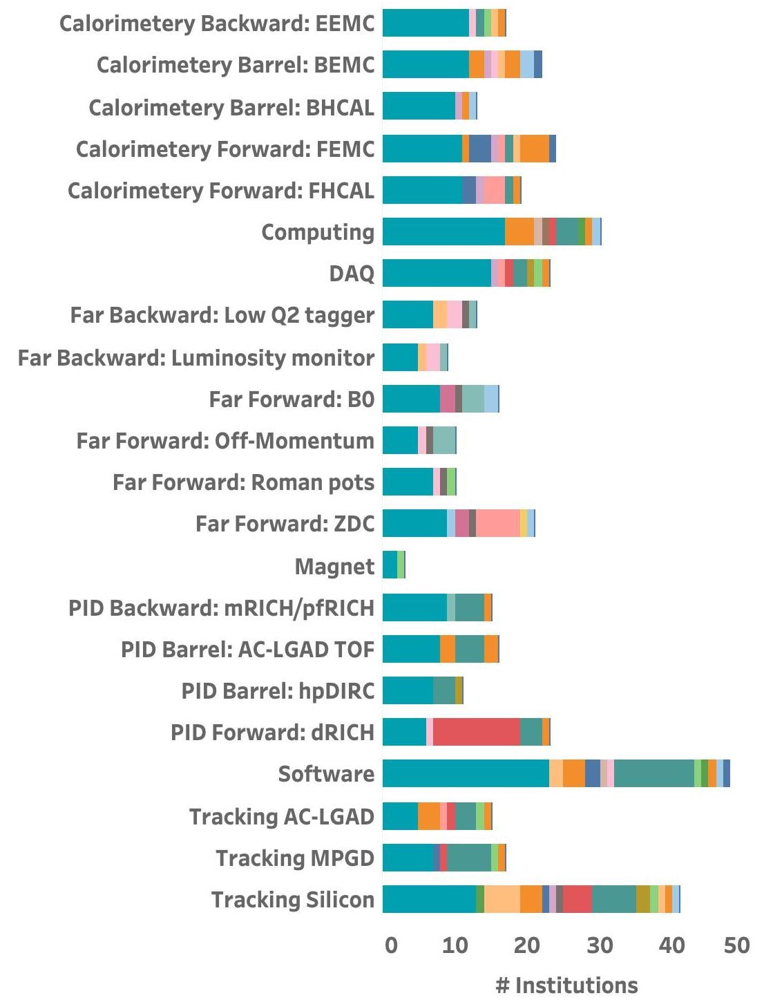 Calorimetery Backward: EEMC
Calorimetery Barrel: BEMC
Calorimetery Barrel: BHCAL
Calorimetery Forward: FEMC
Calorimetery Forward: FHCAL
Computing
DAQ
Far Backward: Low Q2 tagger
Far Backward: Luminosity monitor
Far Forward: B0
Far Forward: Off-Momentum
Far Forward: Roman pots
Far Forward: ZDC
Magnet
PID Backward: mRICH/pfRICH
PID Barrel: AC-LGAD TOF
PID Barrel: hpDIRC
PID Forward: dRICH
Software
Tracking AC-LGAD
Tracking MPGD
Tracking Silicon
0 10 20 30 40 50
# Institutions